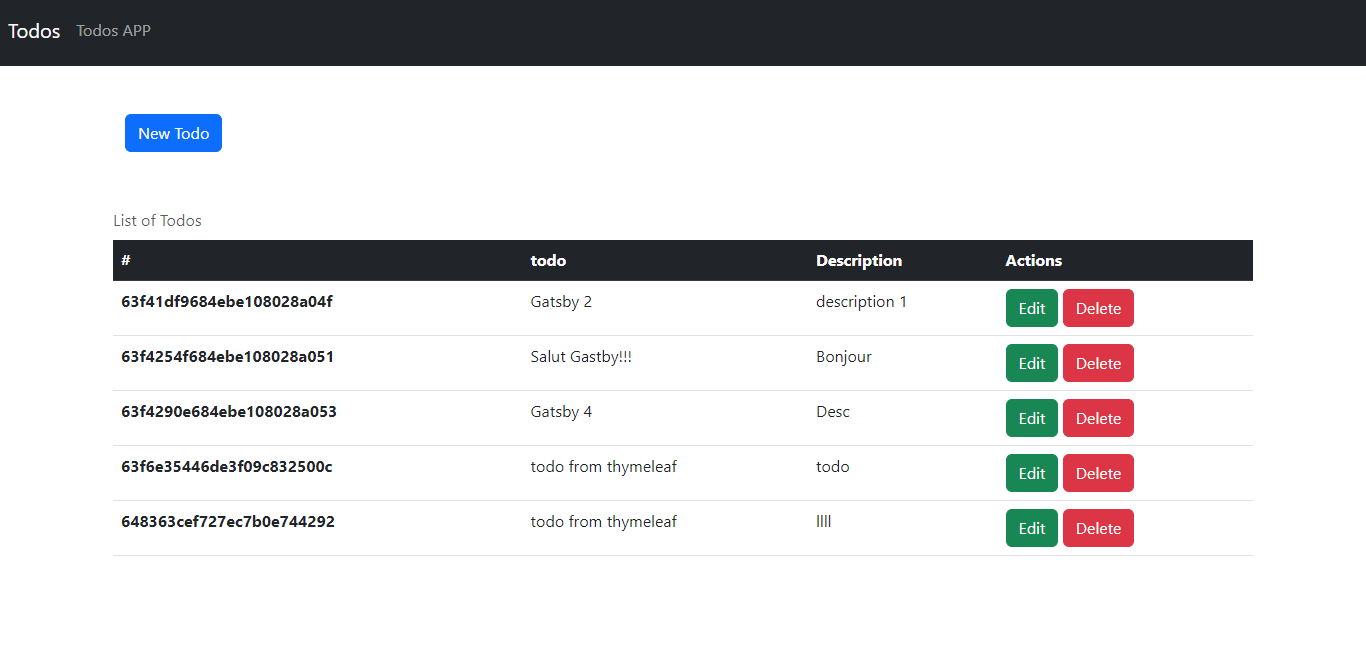 Todos Todos APP
New Todo
List of Todos
# todo Description Actions
63f41df9684ebe108028a04f Gatsby 2 description 1 Edit Delete
63f4254f684ebe108028a051 Salut Gastby!!! Bonjour Edit Delete
63f4290e684ebe108028a053 Gatsby 4 Desc Edit Delete
63f6e35446de3f09c832500c todo from thymeleaf todo Edit Delete
648363cef727ec7b0e744292 todo from thymeleaf llll Edit Delete